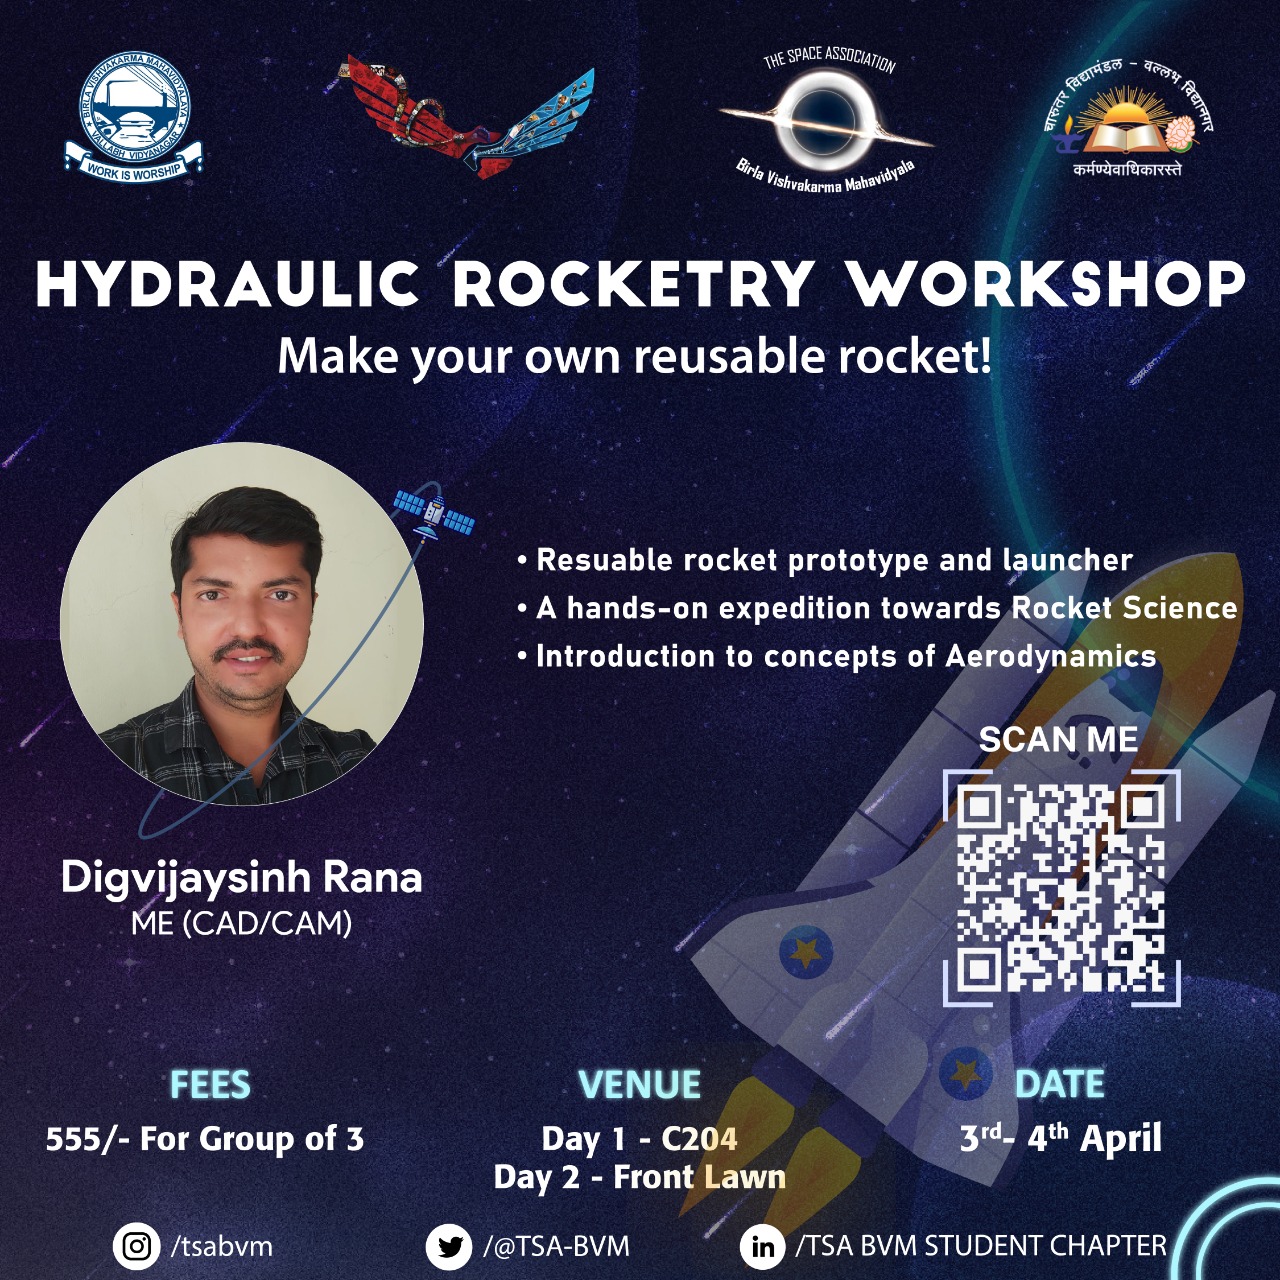 BIRLA VISHVAKARMA MAHAVIDYALAYA
VALLABH VIDYANAGAR
WORK IS WORSHIP
THE SPACE ASSOCIATION
Birla Vishvakarma Mahavidyala
चारुतर विद्यामंडल - वल्लभ विद्यानगर
कर्मण्येवाधिकारस्ते
HYDRAULIC ROCKETRY WORKSHOP
Make your own reusable rocket!
• Resuable rocket prototype and launcher
• A hands-on expedition towards Rocket Science
• Introduction to concepts of Aerodynamics
SCAN ME
Digvijaysinh Rana
ME (CAD/CAM)
FEES
555/- For Group of 3
VENUE
Day 1 - C204
Day 2 - Front Lawn
DATE
3rd- 4th April
/tsabvm
/@TSA-BVM
/TSA BVM STUDENT CHAPTER